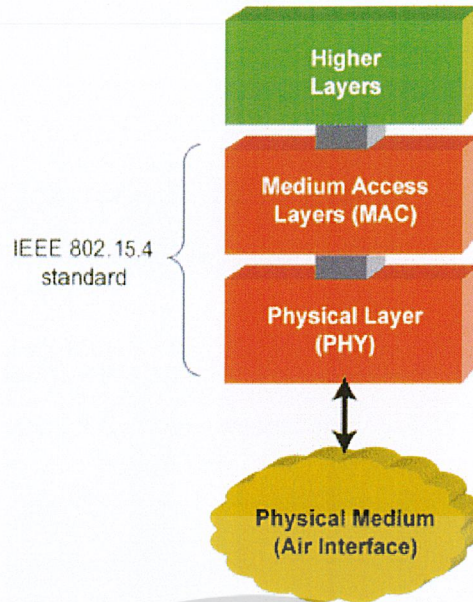 Higher
Layers
Medium Access
Layers (MAC)
IEEE 802.15.4
standard
Physical Layer
(PHY)
Physical Medium
(Air Interface)